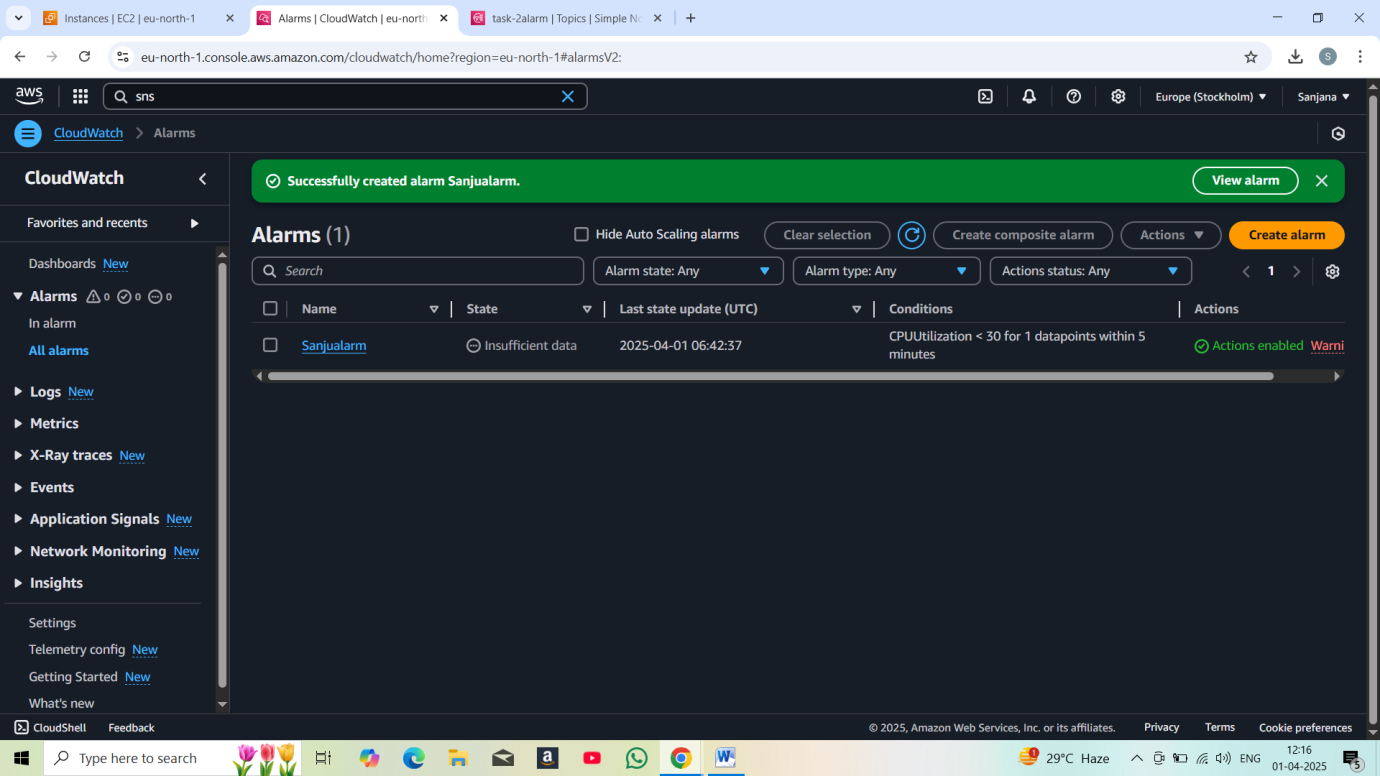 Instances | EC2 | eu-north-1
Alarms | CloudWatch | eu-north
task-2alarm | Topics | Simple No
eu-north-1.console.aws.amazon.com/cloudwatch/home?region=eu-north-1#alarmsV2:
S
aws
sns
Europe (Stockholm)
Sanjana
CloudWatch
Alarms
CloudWatch
Favorites and recents
Dashboards New
Alarms 0 0 0
In alarm
All alarms
Logs New
Metrics
X-Ray traces New
Events
Application Signals New
Network Monitoring New
Insights
Settings
Telemetry config New
Getting Started New
What's new
Successfully created alarm Sanjualarm.
View alarm
Alarms (1)
Hide Auto Scaling alarms
Clear selection
Create composite alarm
Actions
Create alarm
Search
Alarm state: Any
Alarm type: Any
Actions status: Any
1
Name
State
Last state update (UTC)
Conditions
Actions
Sanjualarm
Insufficient data
2025-04-01 06:42:37
CPUUtilization < 30 for 1 datapoints within 5
minutes
Actions enabled
Warni
CloudShell
Feedback
© 2025, Amazon Web Services, Inc. or its affiliates.
Privacy
Terms
Cookie preferences
Type here to search
a
W
1
29°C Haze
ENG
12:16
01-04-2025
5